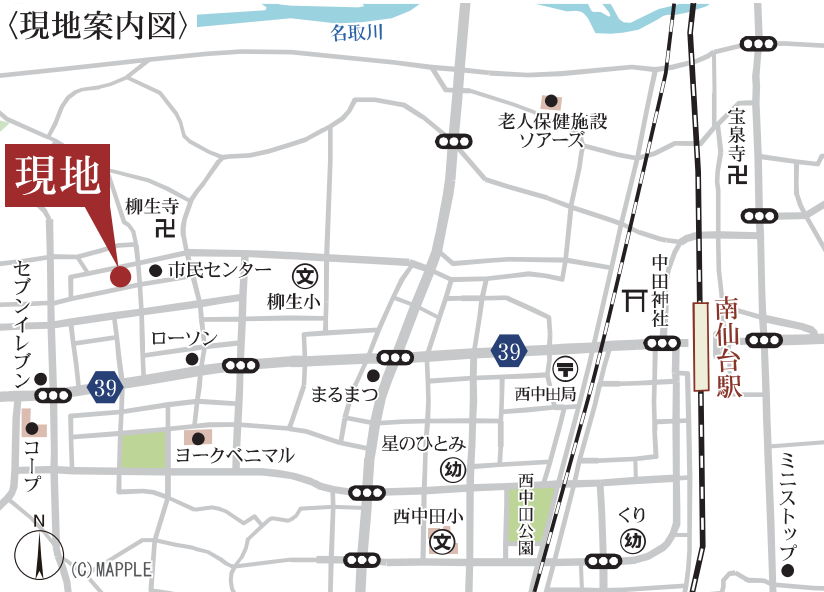 〈現地案内図〉
名取川
老人保健施設
ソアーズ
宝泉寺
現地
柳生寺
市民センター
柳生小
中田神社
セブンイレブン
ローソン
南仙台駅
39
39
まるまつ
西中田局
コープ
ヨークベニマル
星のひとみ
幼
西中田公園
ミニストップ
西中田小
文
文
くり
幼
N
(C)MAPPLE